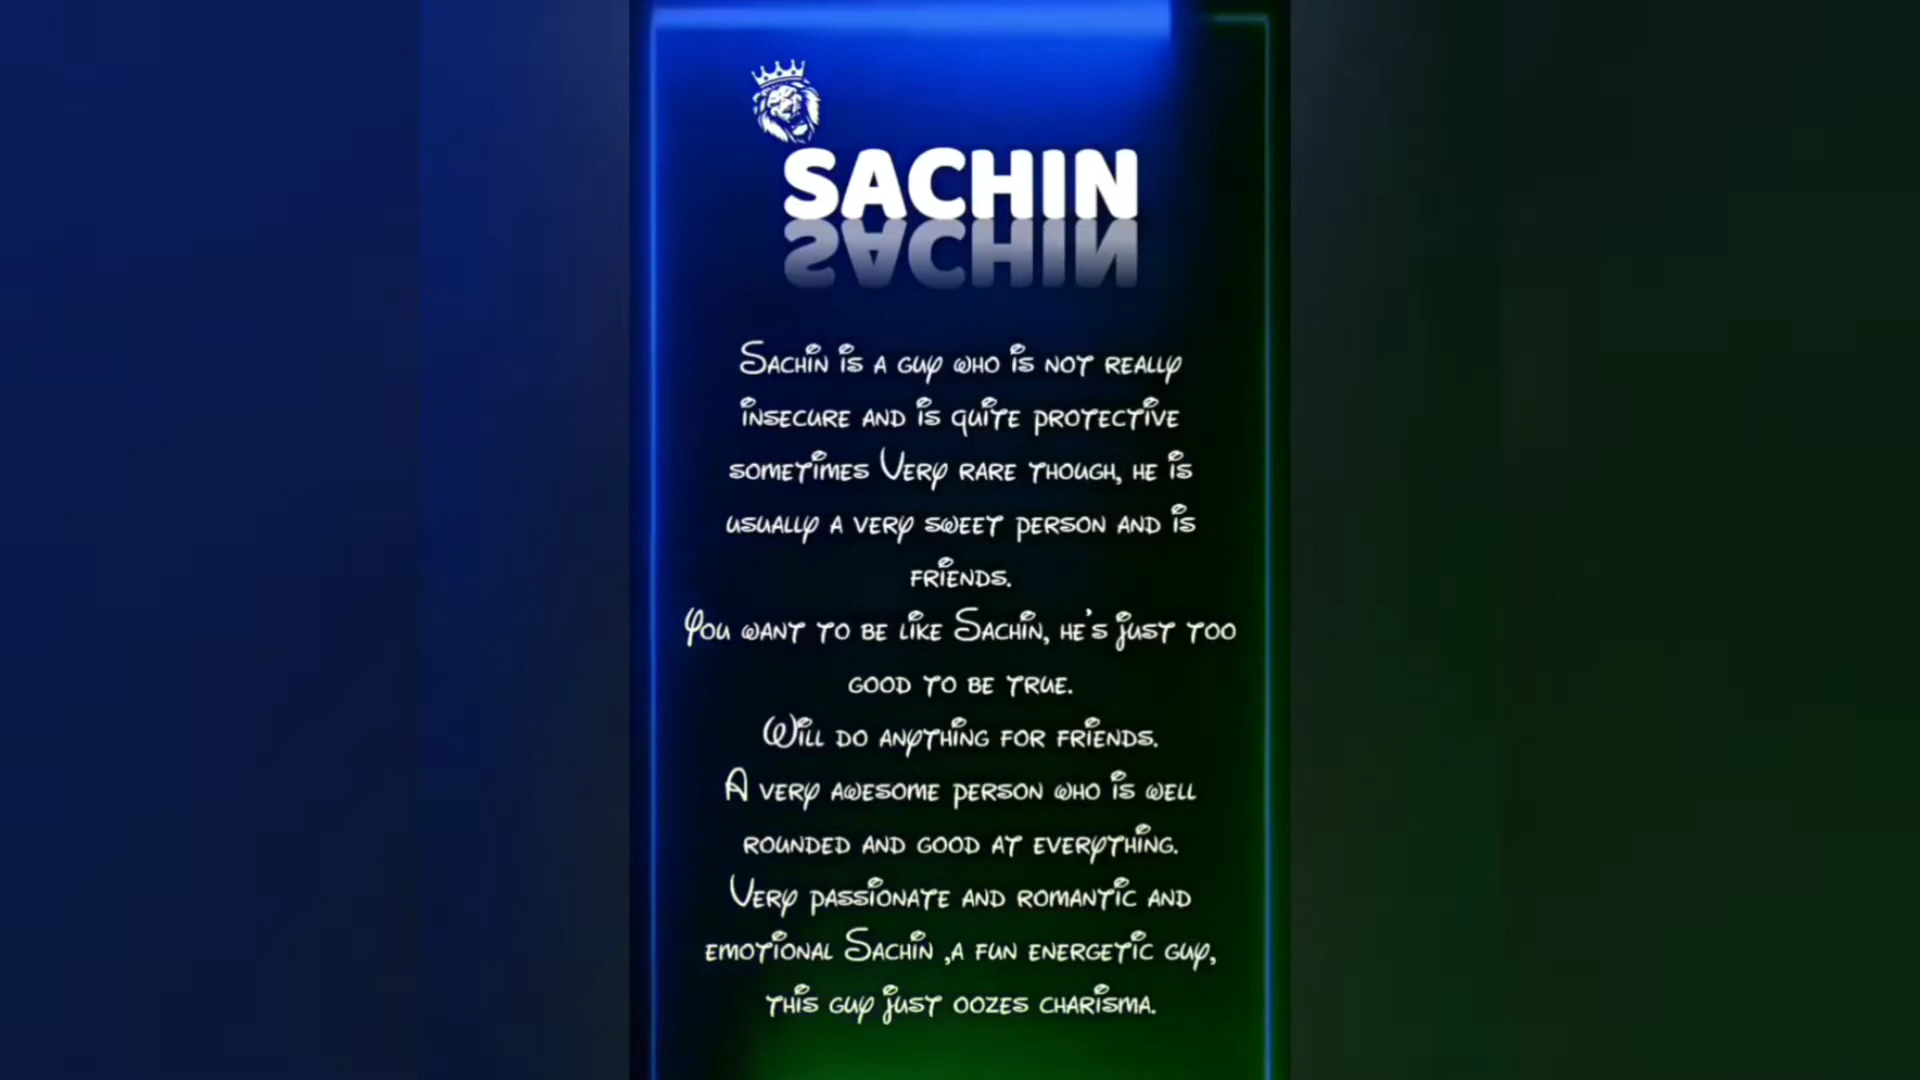 SACHIN
Sachin is a guy who is not really
insecure and is quite protective
sometimes Very rare though, he is
usually a very sweet person and is
friends.
You want to be like Sachin, he's just too
good to be true.
Will do anything for friends.
A very awesome person who is well
rounded and good at everything.
Very passionate and romantic and
emotional Sachin ,a fun energetic guy,
this guy just oozes charisma.